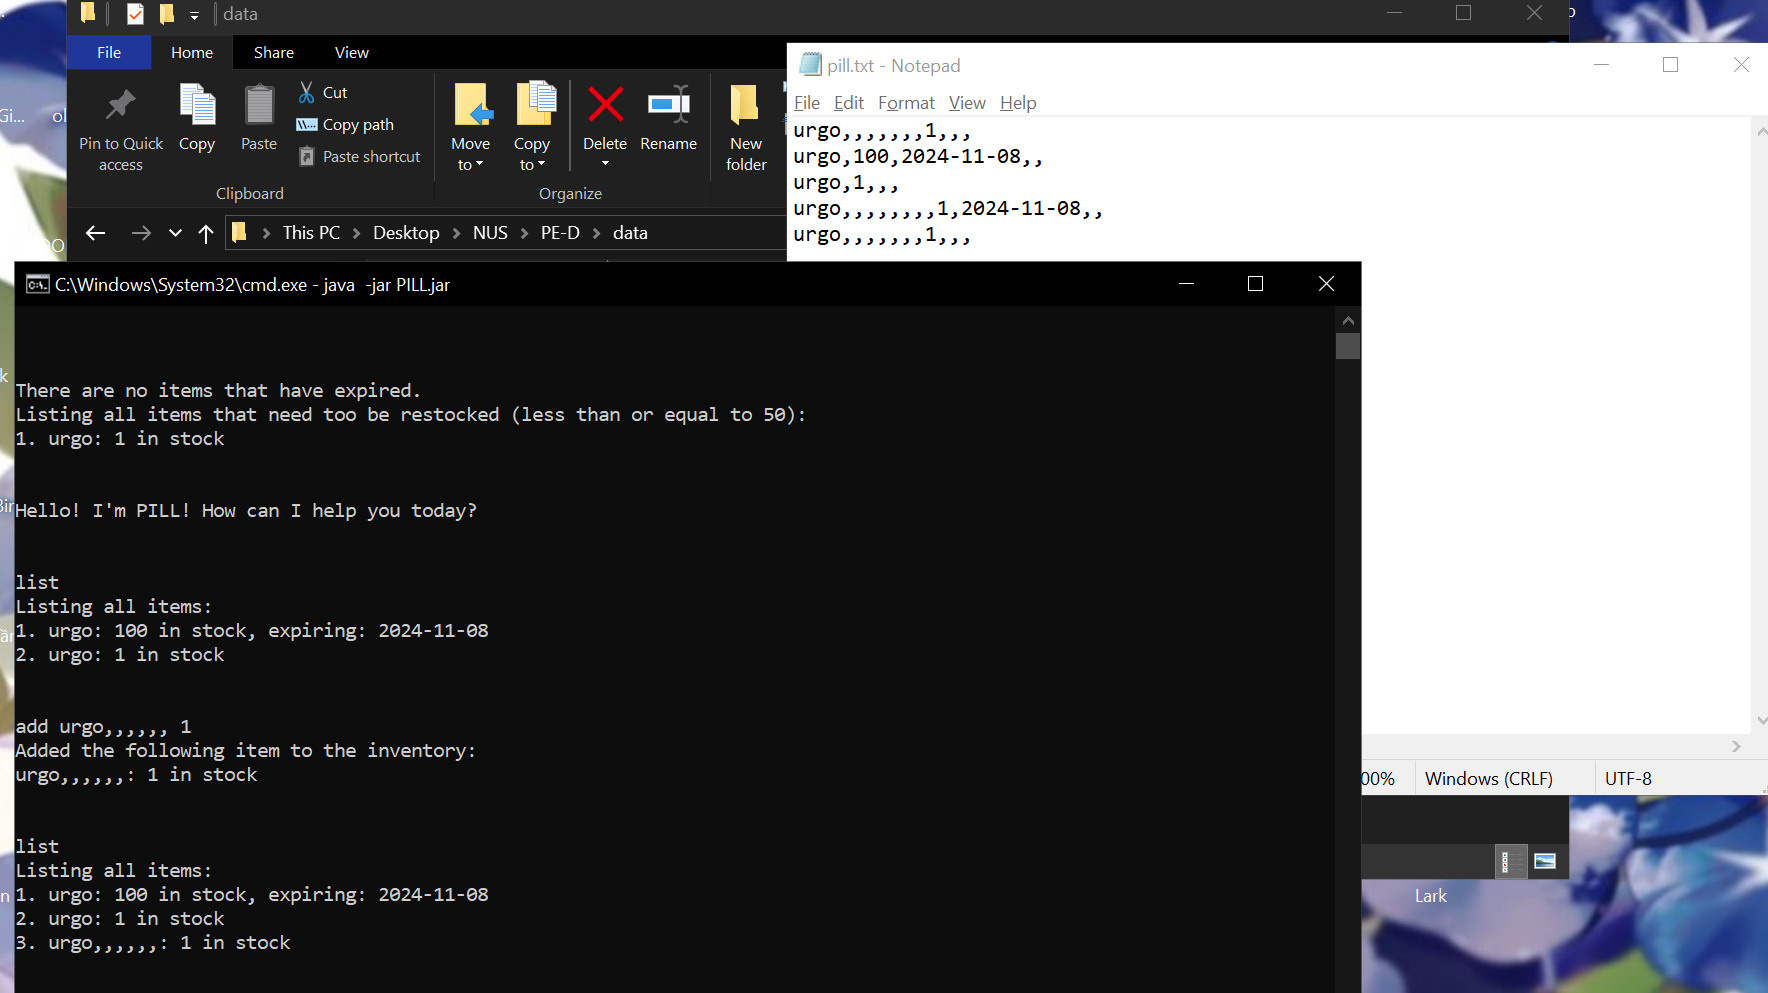 data
File Home Share View
Pin to Quick access
Copy
Paste
Cut
Copy path
Paste shortcut
Clipboard
Move to
Copy to
Delete
Rename
Organize
New folder
This PC > Desktop > NUS > PE-D > data
pill.txt - Notepad
File Edit Format View Help
urgo,,,,,,,1,,,
urgo,100,2024-11-08,,
urgo,1,,,
urgo,,,,,,,,1,2024-11-08,,
urgo,,,,,,,1,,,
00% Windows (CRLF) UTF-8
C:\Windows\System32\cmd.exe - java  -jar PILL.jar
There are no items that have expired.
Listing all items that need too be restocked (less than or equal to 50):
1. urgo: 1 in stock
Hello! I'm PILL! How can I help you today?
list
Listing all items:
1. urgo: 100 in stock, expiring: 2024-11-08
2. urgo: 1 in stock
add urgo,,,,,, 1
Added the following item to the inventory:
urgo,,,,,,: 1 in stock
list
Listing all items:
1. urgo: 100 in stock, expiring: 2024-11-08
2. urgo: 1 in stock
3. urgo,,,,,,: 1 in stock
Gi...
Lark